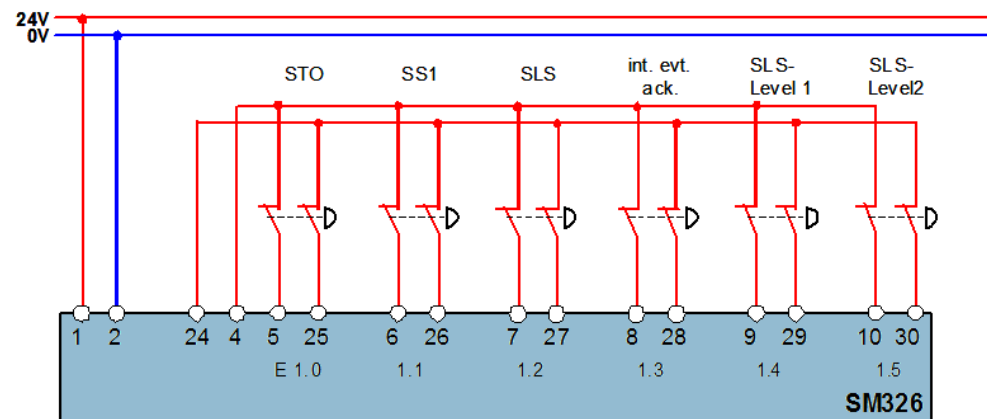 24V
0V
STO SS1 SLS int. evt. ack. SLS-Level 1 SLS-Level2
1 2 24 4 5 25 6 26 7 27 8 28 9 29 10 30
E 1.0 1.1 1.2 1.3 1.4 1.5
SM326